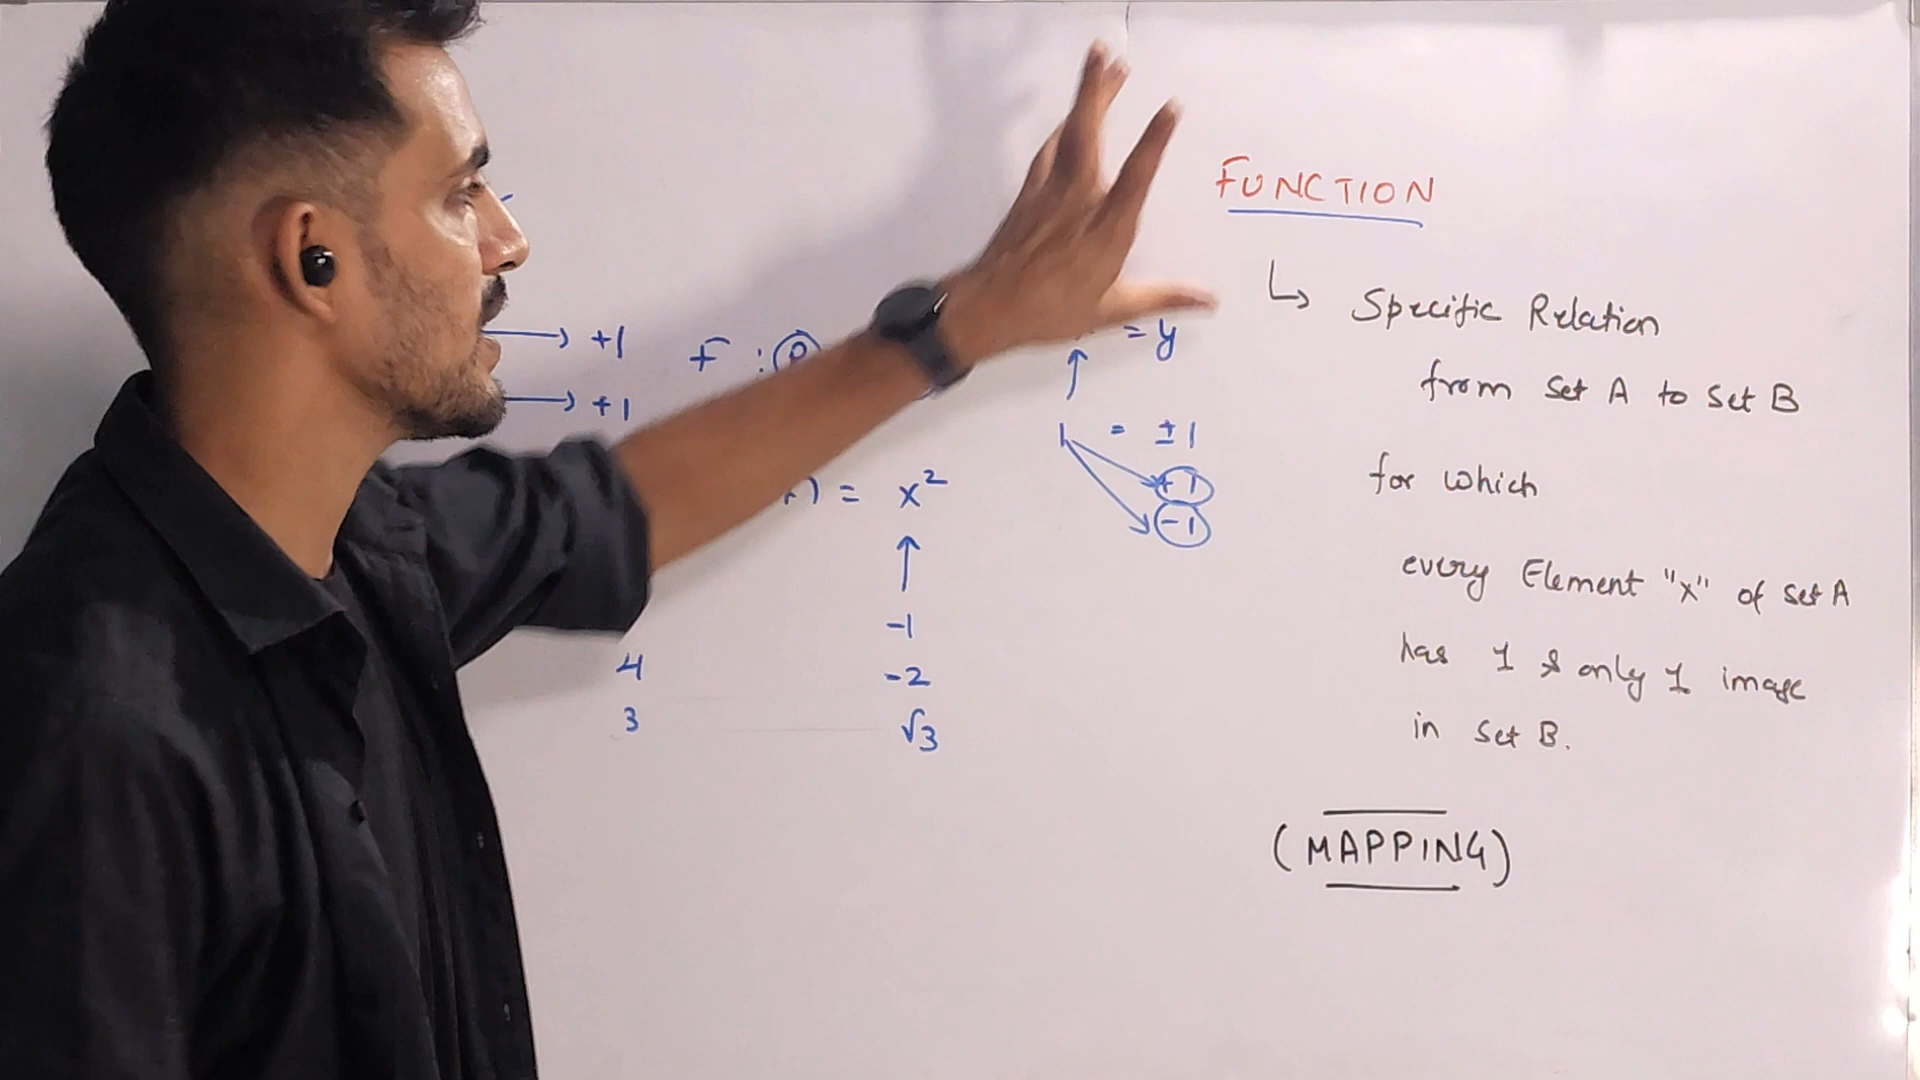 FUNCTION
↳ Specific Relation
from Set A to Set B
for which
every Element "x" of Set A
has 1 & only 1 image
in Set B.
(MAPPING)
→ +1
→ +1
F : R
= y
↑
1 = ±1
+1
-1
) = x²
↑
-1
4 -2
3 √3